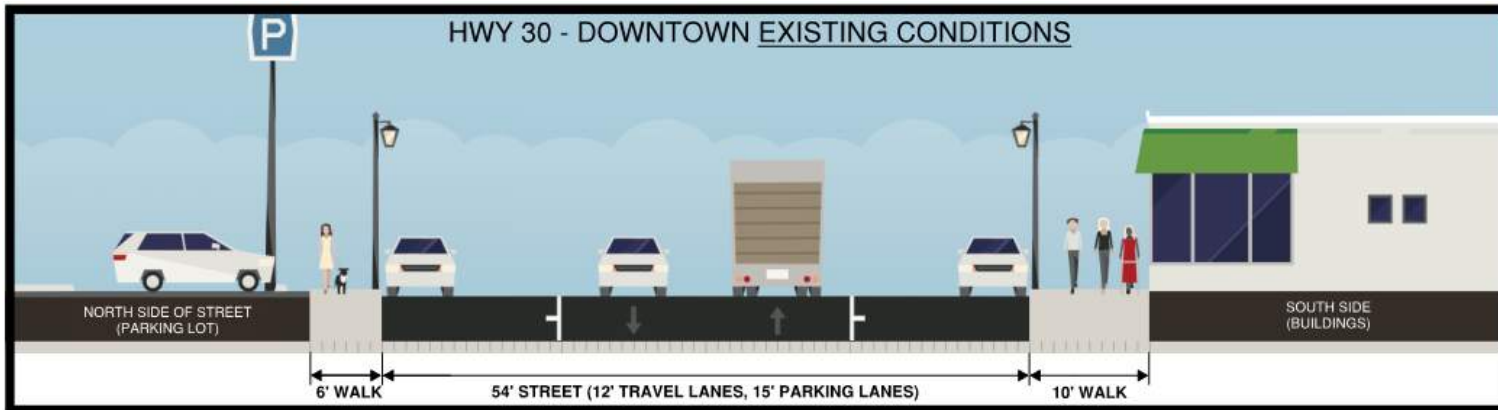 P
HWY 30 - DOWNTOWN EXISTING CONDITIONS
NORTH SIDE OF STREET
(PARKING LOT)
SOUTH SIDE
(BUILDINGS)
6' WALK
54' STREET (12' TRAVEL LANES, 15' PARKING LANES)
10' WALK